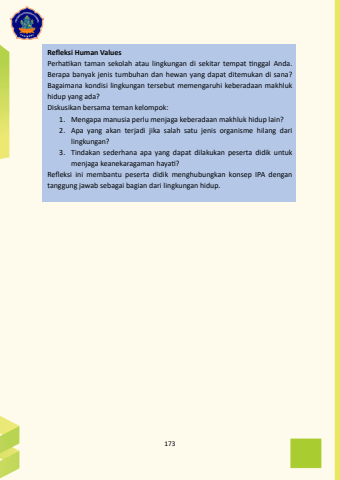 Refleksi Human Values
Perhatikan taman sekolah atau lingkungan di sekitar tempat tinggal Anda.
Berapa banyak jenis tumbuhan dan hewan yang dapat ditemukan di sana?
Bagaimana kondisi lingkungan tersebut memengaruhi keberadaan makhluk
hidup yang ada?
Diskusikan bersama teman kelompok:
1. Mengapa manusia perlu menjaga keberadaan makhluk hidup lain?
2. Apa yang akan terjadi jika salah satu jenis organisme hilang dari
lingkungan?
3. Tindakan sederhana apa yang dapat dilakukan peserta didik untuk
menjaga keanekaragaman hayati?
Refleksi ini membantu peserta didik menghubungkan konsep IPA dengan
tanggung jawab sebagai bagian dari lingkungan hidup.
173